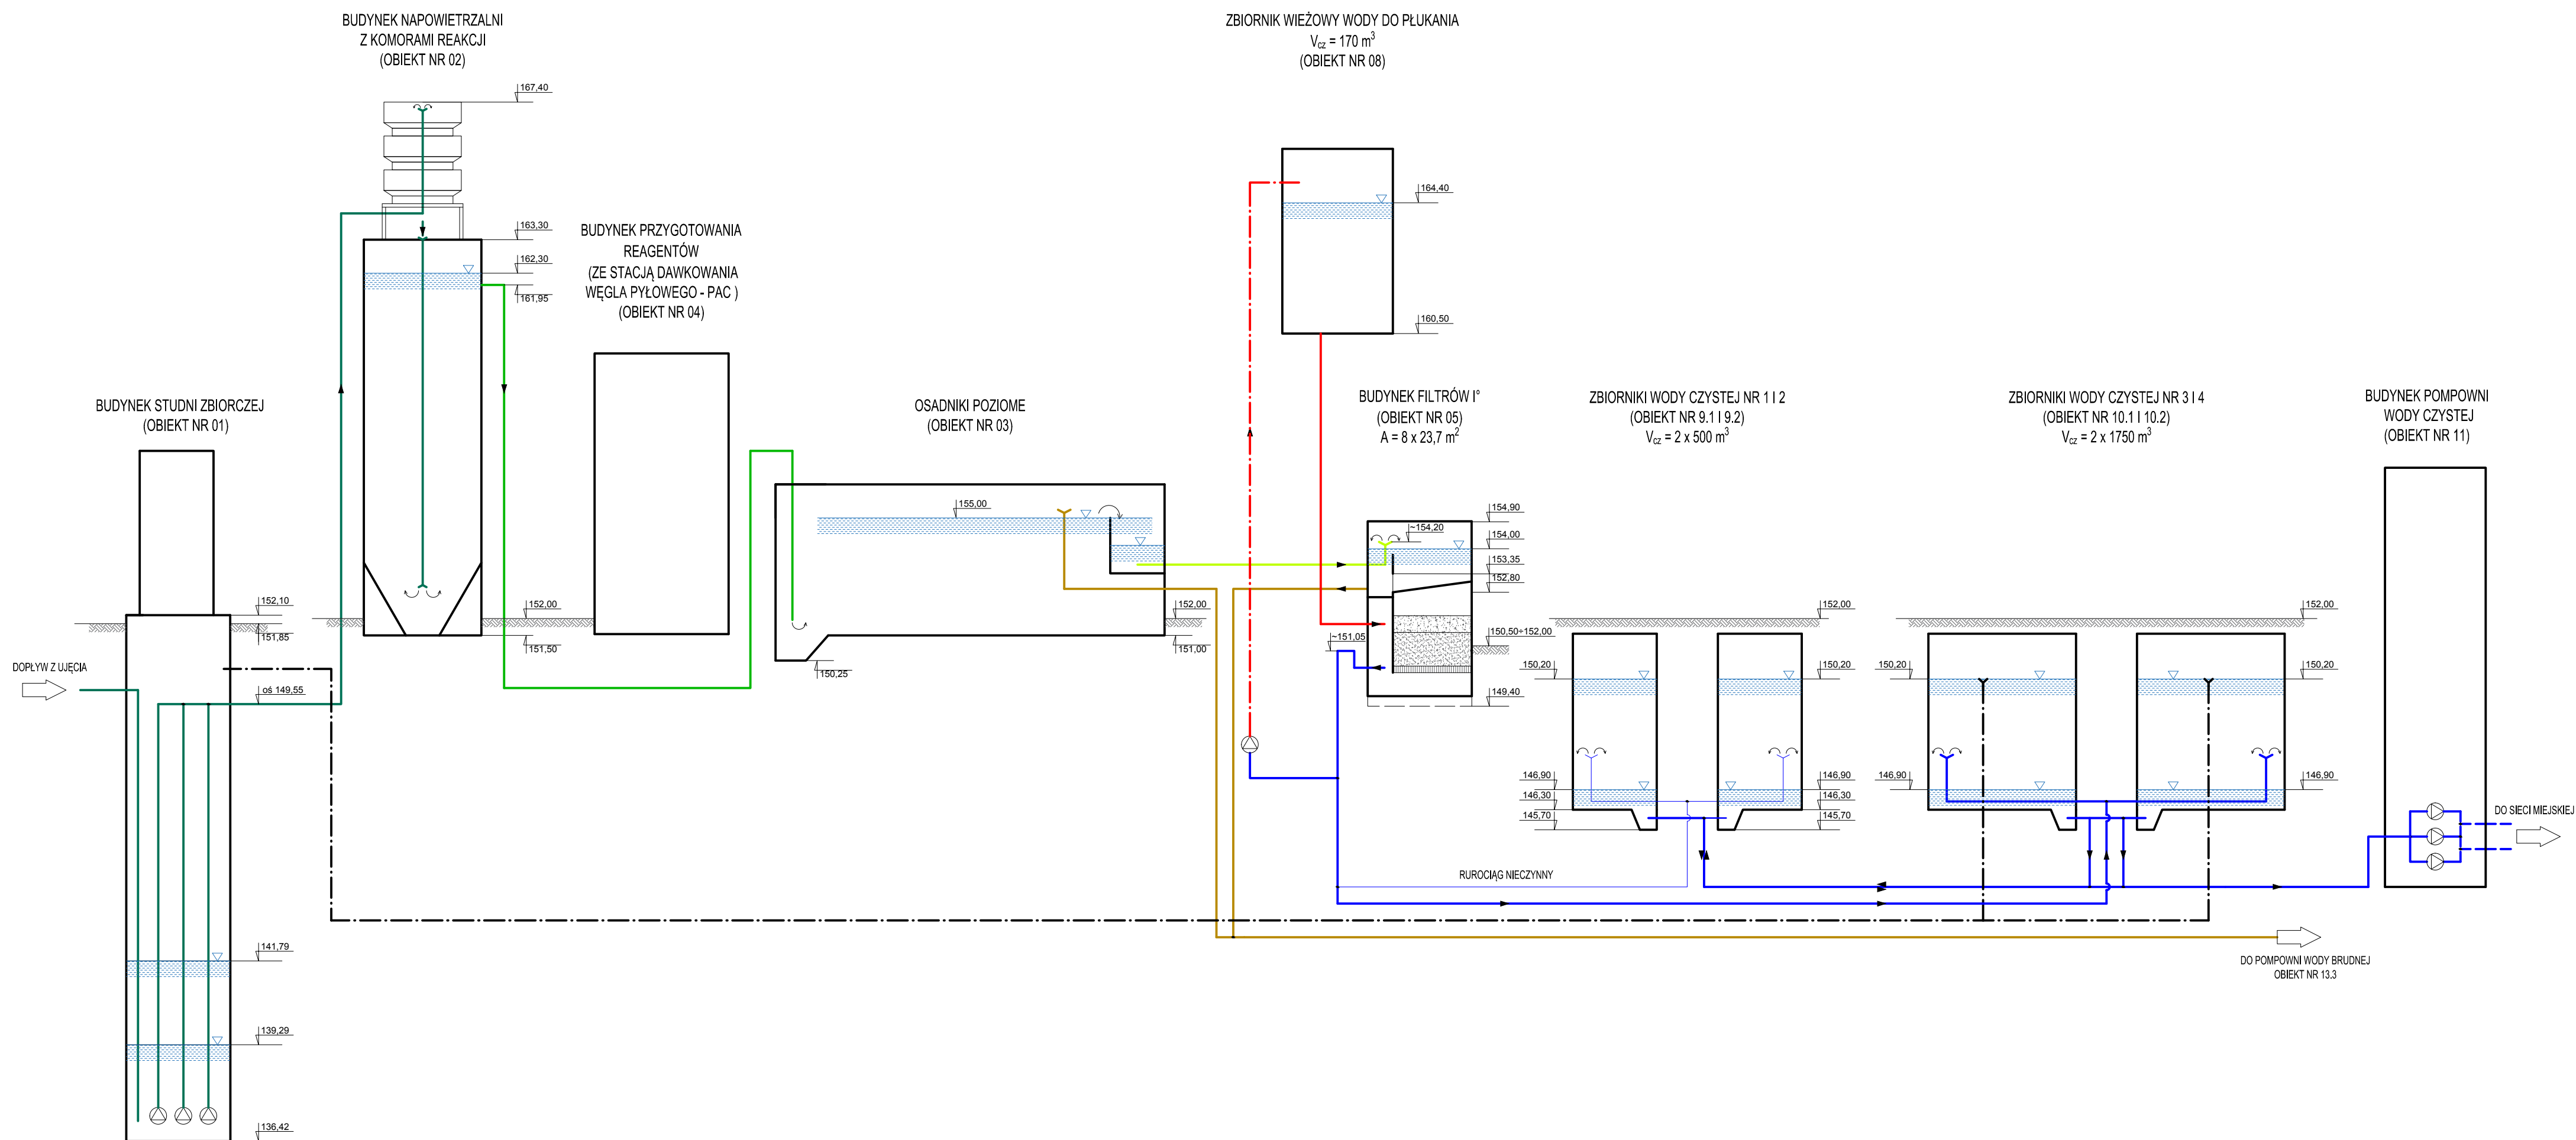 BUDYNEK NAPOWIETRZALNI
Z KOMORAMI REAKCJI
(OBIEKT NR 02)
167,40
163,30
162,30
161,95
152,00
151,50
ZBIORNIK WIEŻOWY WODY DO PŁUKANIA
Vcz = 170 m³
(OBIEKT NR 08)
164,40
160,50
BUDYNEK PRZYGOTOWANIA
REAGENTÓW
(ZE STACJĄ DAWKOWANIA
WĘGLA PYŁOWEGO - PAC )
(OBIEKT NR 04)
BUDYNEK STUDNI ZBIORCZEJ
(OBIEKT NR 01)
152,10
151,85
DOPŁYW Z UJĘCIA
oś 149,55
141,79
139,29
136,42
OSADNIKI POZIOME
(OBIEKT NR 03)
155,00
152,00
151,00
150,25
BUDYNEK FILTRÓW I°
(OBIEKT NR 05)
A = 8 x 23,7 m²
154,90
~154,20
154,00
153,35
152,80
~151,05
150,50÷152,00
149,40
ZBIORNIKI WODY CZYSTEJ NR 1 I 2
(OBIEKT NR 9.1 I 9.2)
Vcz = 2 x 500 m³
152,00
150,20
150,20
146,90
146,90
146,30
146,30
145,70
145,70
RUROCIĄG NIECZYNNY
ZBIORNIKI WODY CZYSTEJ NR 3 I 4
(OBIEKT NR 10.1 I 10.2)
Vcz = 2 x 1750 m³
152,00
150,20
150,20
146,90
146,90
BUDYNEK POMPOWNI
WODY CZYSTEJ
(OBIEKT NR 11)
DO SIECI MIEJSKIEJ
DO POMPOWNI WODY BRUDNEJ
OBIEKT NR 13.3